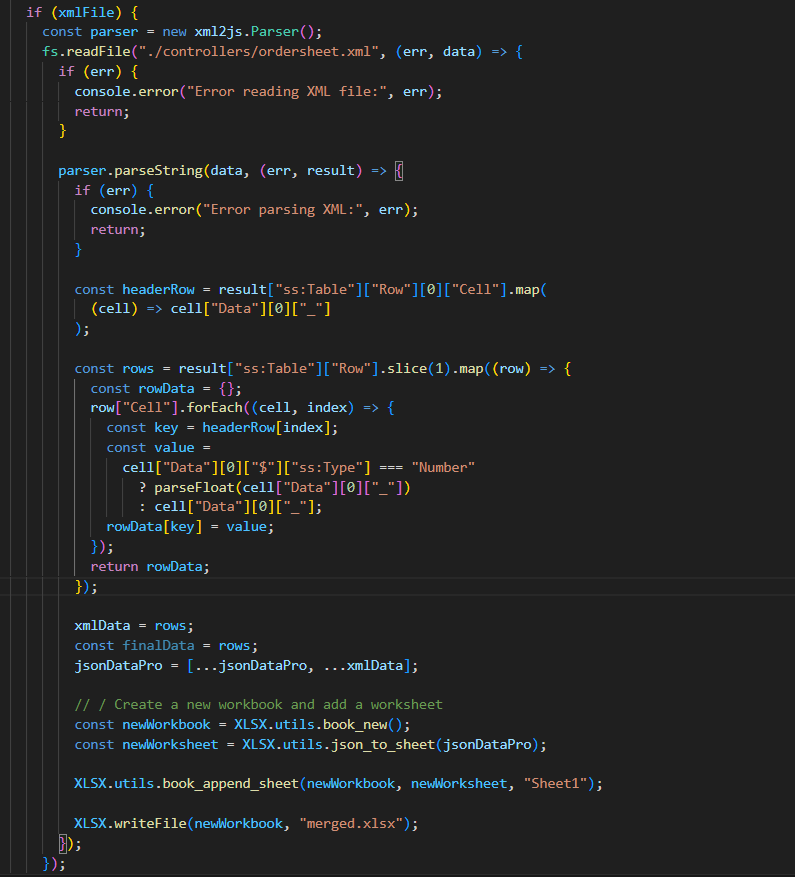 if (xmlFile) {
const parser = new xml2js.Parser();
fs.readFile("./controllers/ordersheet.xml", (err, data) => {
if (err) {
console.error("Error reading XML file:", err);
return;
}
parser.parseString(data, (err, result) => {
if (err) {
console.error("Error parsing XML:", err);
return;
}
const headerRow = result["ss:Table"]["Row"][0]["Cell"].map(
(cell) => cell["Data"][0]["_"]
);
const rows = result["ss:Table"]["Row"].slice(1).map((row) => {
const rowData = {};
row["Cell"].forEach((cell, index) => {
const key = headerRow[index];
const value =
cell["Data"][0]["$"]["ss:Type"] === "Number"
? parseFloat(cell["Data"][0]["_"])
: cell["Data"][0]["_"];
rowData[key] = value;
});
return rowData;
});
xmlData = rows;
const finalData = rows;
jsonDataPro = [...jsonDataPro, ...xmlData];
// / Create a new workbook and add a worksheet
const newWorkbook = XLSX.utils.book_new();
const newWorksheet = XLSX.utils.json_to_sheet(jsonDataPro);
XLSX.utils.book_append_sheet(newWorkbook, newWorksheet, "Sheet1");
XLSX.writeFile(newWorkbook, "merged.xlsx");
});
});